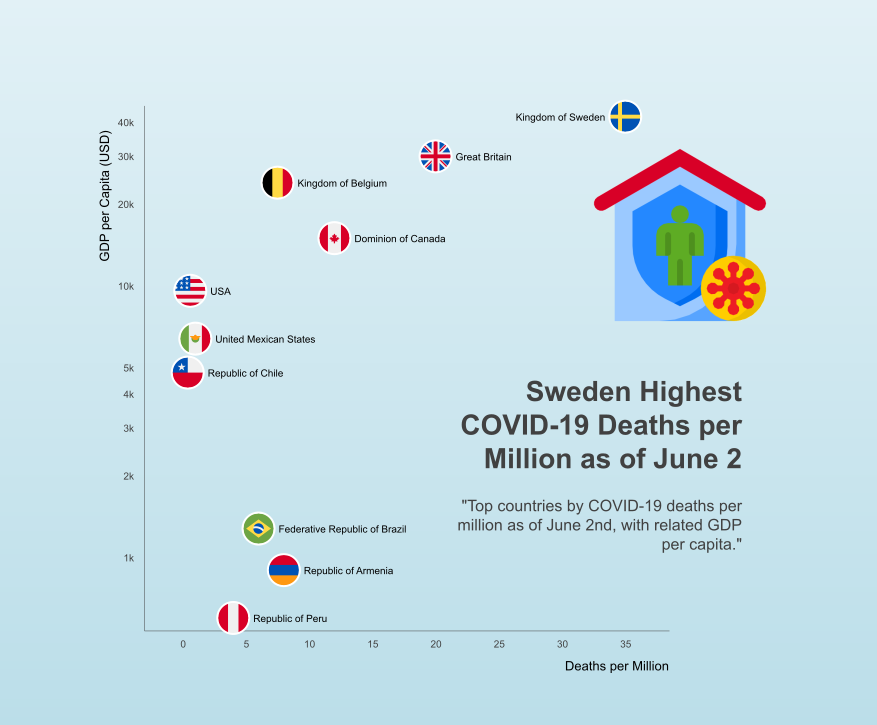 Kingdom of Sweden
40k
30k
Great Britain
Kingdom of Belgium
20k
GDP per Capita (USD)
Dominion of Canada
10k
USA
United Mexican States
5k
Republic of Chile
4k
Sweden Highest
COVID-19 Deaths per
Million as of June 2
3k
2k
"Top countries by COVID-19 deaths per
million as of June 2nd, with related GDP
per capita."
Federative Republic of Brazil
1k
Republic of Armenia
Republic of Peru
0 5 10 15 20 25 30 35
Deaths per Million